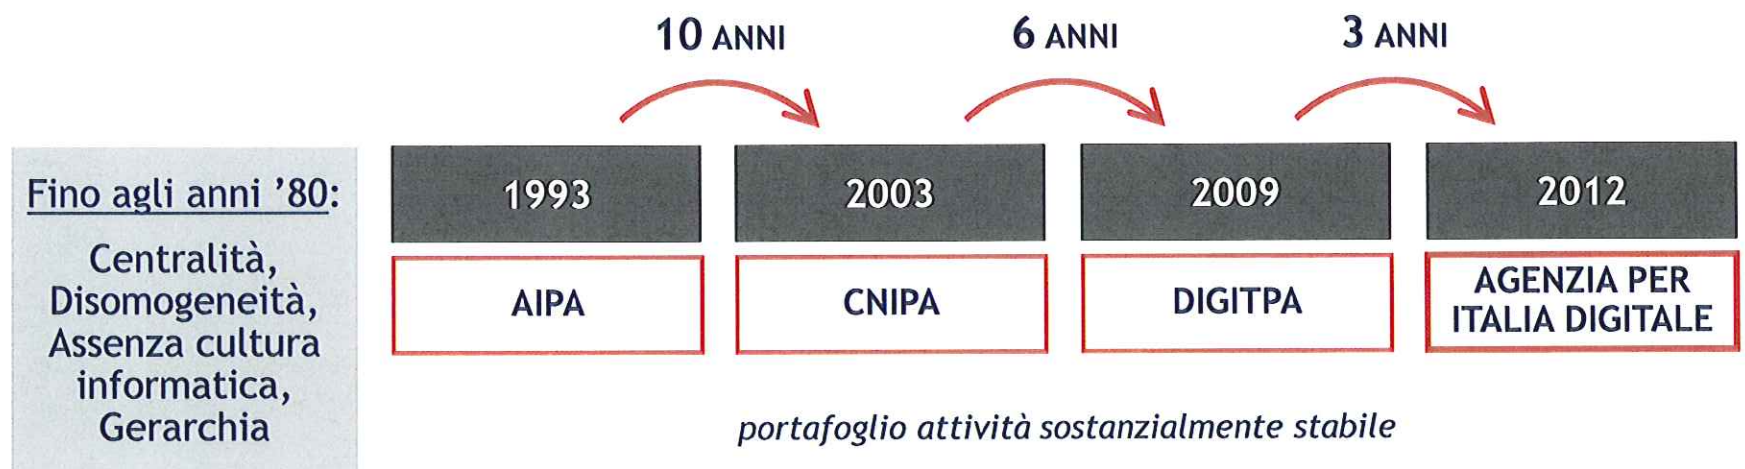 10 ANNI
6 ANNI
3 ANNI
Fino agli anni ’80:
Centralità,
Disomogeneità,
Assenza cultura
informatica,
Gerarchia
1993
2003
2009
2012
AIPA
CNIPA
DIGITPA
AGENZIA PER
ITALIA DIGITALE
portafoglio attività sostanzialmente stabile